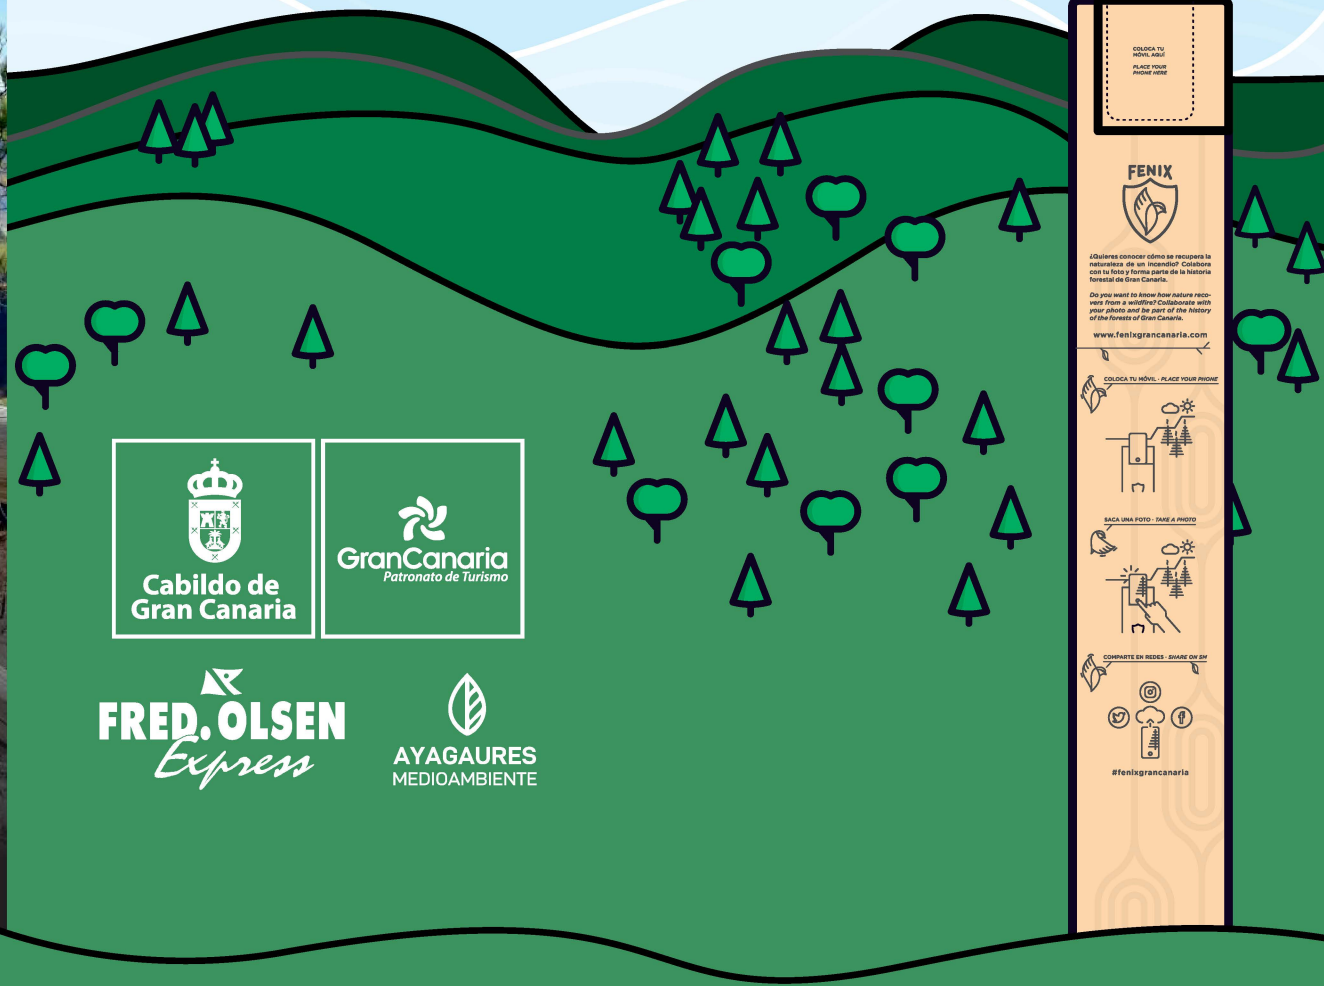 Cabildo de
Gran Canaria
GranCanaria
Patronato de Turismo
FRED. OLSEN
Express
AYAGAURES
MEDIOAMBIENTE
COLOCA TU
MÓVIL AQUÍ
PLACE YOUR
PHONE HERE
FENIX
¿Quieres conocer cómo se recupera la
naturaleza de un incendio? Colabora
con tu foto y forma parte de la historia
forestal de Gran Canaria.
Do you want to know how nature reco-
vers from a wildfire? Collaborate with
your photo and be part of the history
of the forests of Gran Canaria.
www.fenixgrancanaria.com
COLOCA TU MÓVIL - PLACE YOUR PHONE
SACA UNA FOTO - TAKE A PHOTO
COMPARTE EN REDES - SHARE ON SM
#fenixgrancanaria